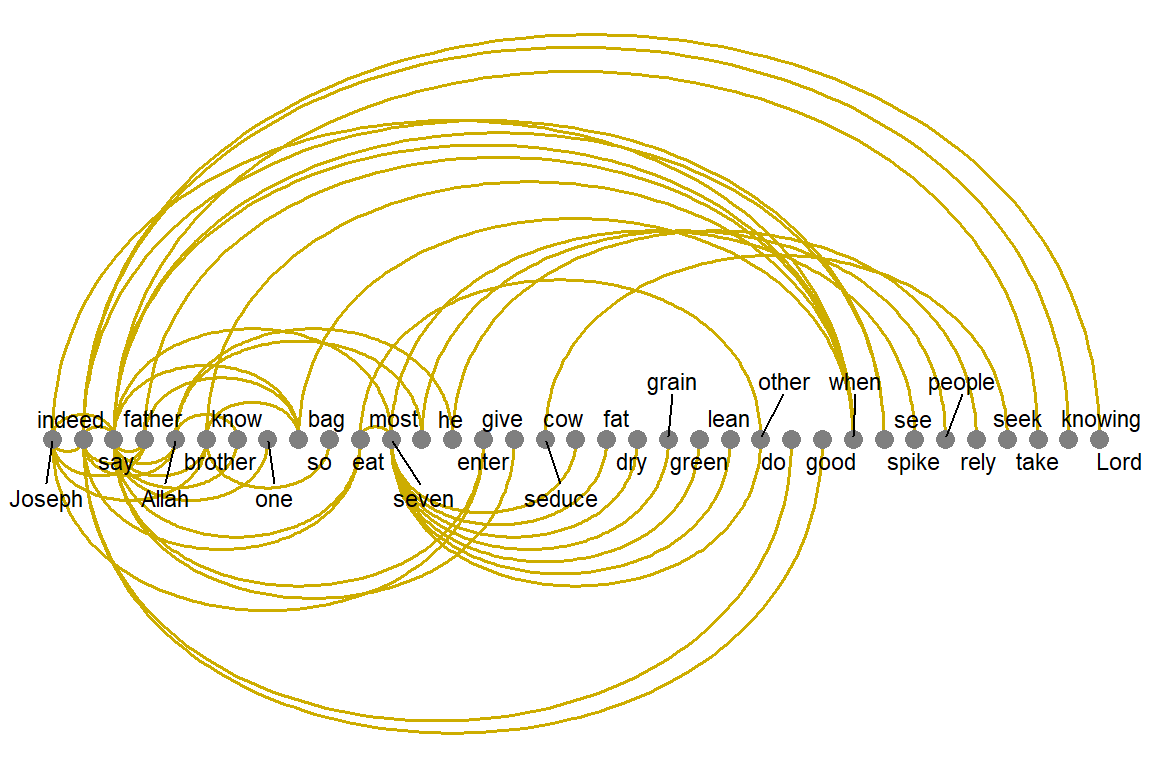 grain other when people
indeed father know bag most he give cow fat lean see seek knowing
say brother so eat enter dry green do good spike rely take Lord
Joseph Allah one seven seduce